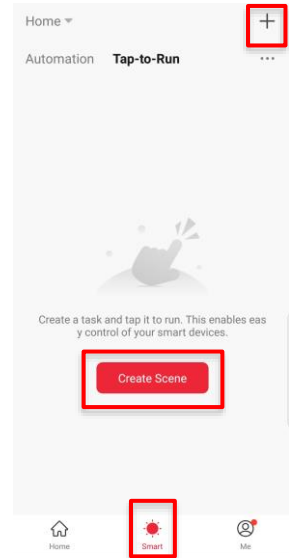 Home
Automation Tap-to-Run
Create a task and tap it to run. This enables eas
y control of your smart devices.
Create Scene
Home Smart Me